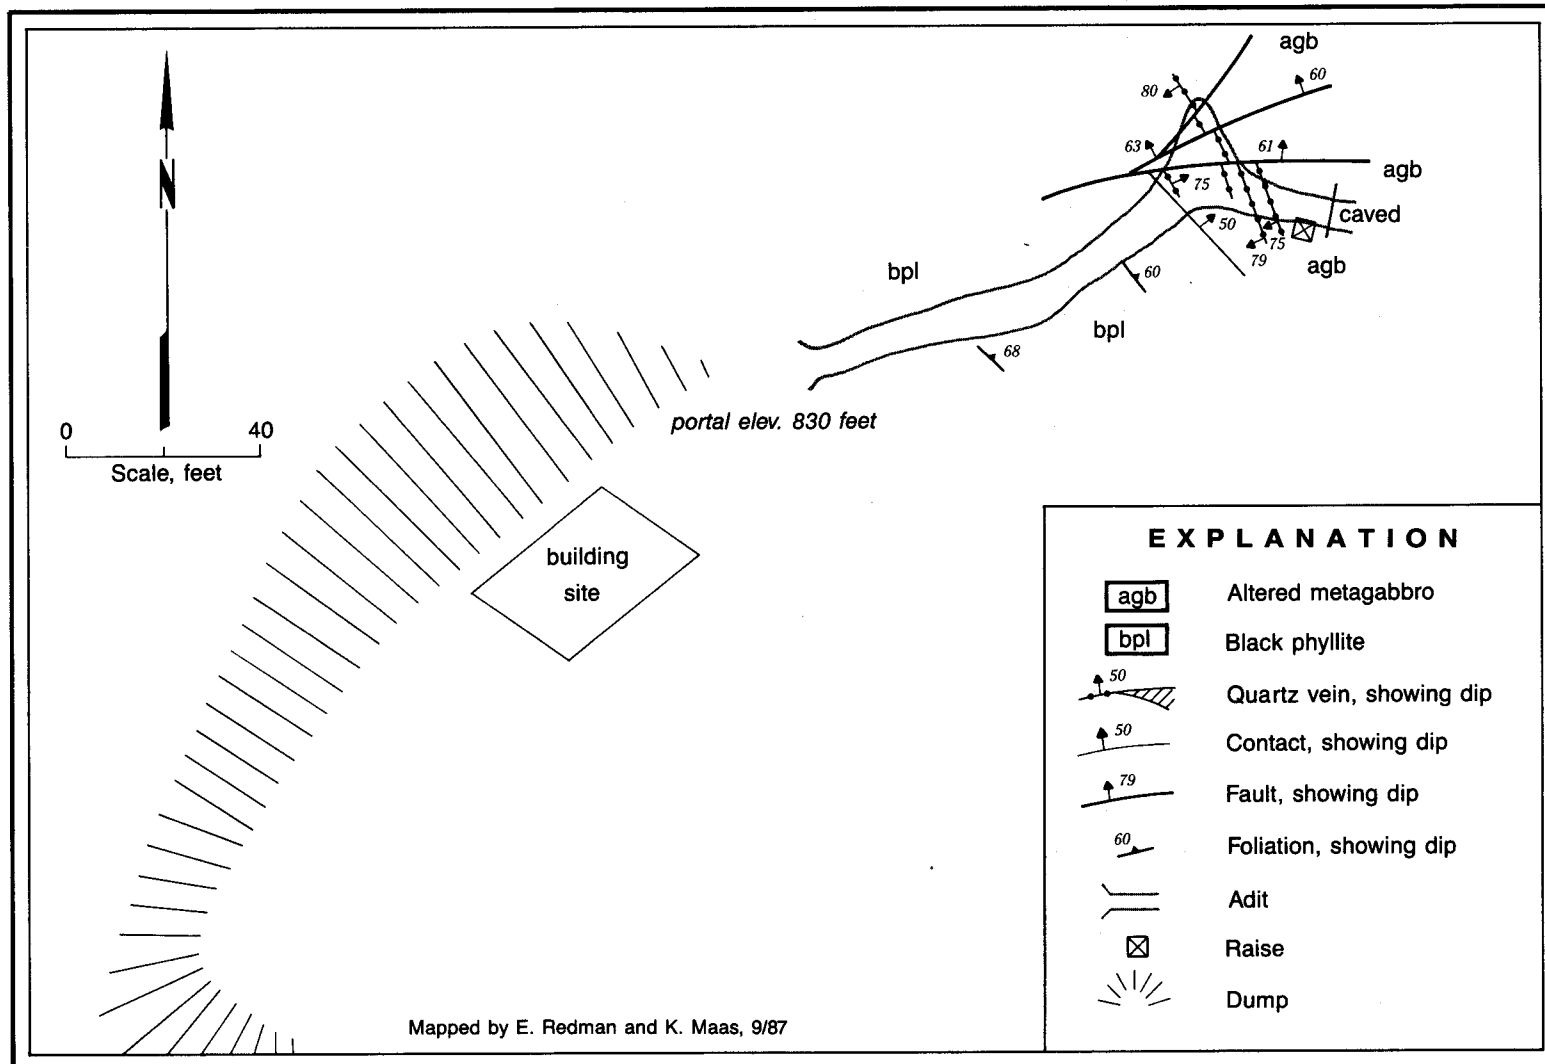 agb
60
80
63
61
agb
75
caved
50
75
79
agb
60
bpl
bpl
68
N
0 40
Scale, feet
portal elev. 830 feet
building
site
Mapped by E. Redman and K. Maas, 9/87
EXPLANATION
agb Altered metagabbro
bpl Black phyllite
50 Quartz vein, showing dip
50 Contact, showing dip
79 Fault, showing dip
60 Foliation, showing dip
Adit
Raise
Dump